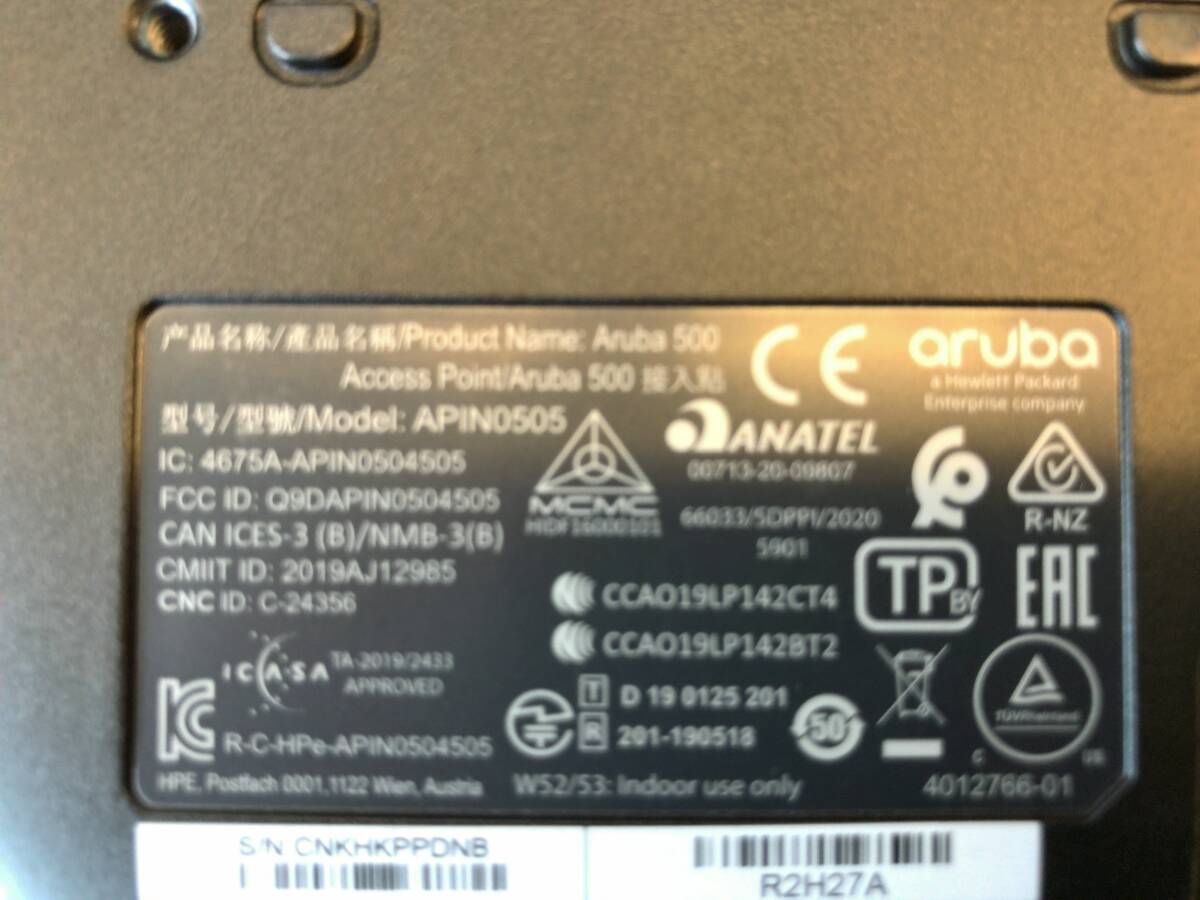 产品名称/產品名稱/Product Name: Aruba 500
Access Point/Aruba 500 接入點
型号/型號/Model: APIN0505
IC: 4675A-APIN0504505
FCC ID: Q9DAPIN0504505
CAN ICES-3 (B)/NMB-3(B)
CMIIT ID: 2019AJ12985
CNC ID: C-24356
ICASA TA-2019/2433
APPROVED
R-C-HPe-APIN0504505
HPE, Postfach 0001,1122 Wien, Austria
CE
aruba
a Hewlett Packard
Enterprise company
ANATEL
00713-20-09807
MCMC
HIDF16000101
66033/SDPPI/2020
5901
R-NZ
CCAO19LP142CT4
CCAO19LP142BT2
TP BY
EAC
T D 19 0125 201
R 201-190518
50
TÜVRheinland
C US
W52/53: Indoor use only
4012766-01
S/N CNKHKPPDNB
R2H27A